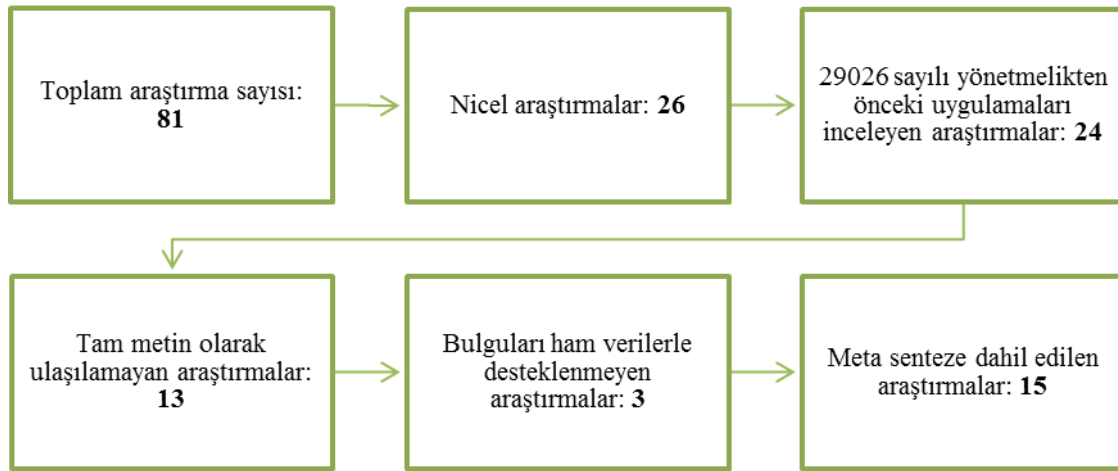 Toplam araştırma sayısı:
81
Nicel araştırmalar: 26
29026 sayılı yönetmelikten
önceki uygulamaları
inceleyen araştırmalar: 24
Tam metin olarak
ulaşılamayan araştırmalar:
13
Bulguları ham verilerle
desteklenmeyen
araştırmalar: 3
Meta senteze dahil edilen
araştırmalar: 15